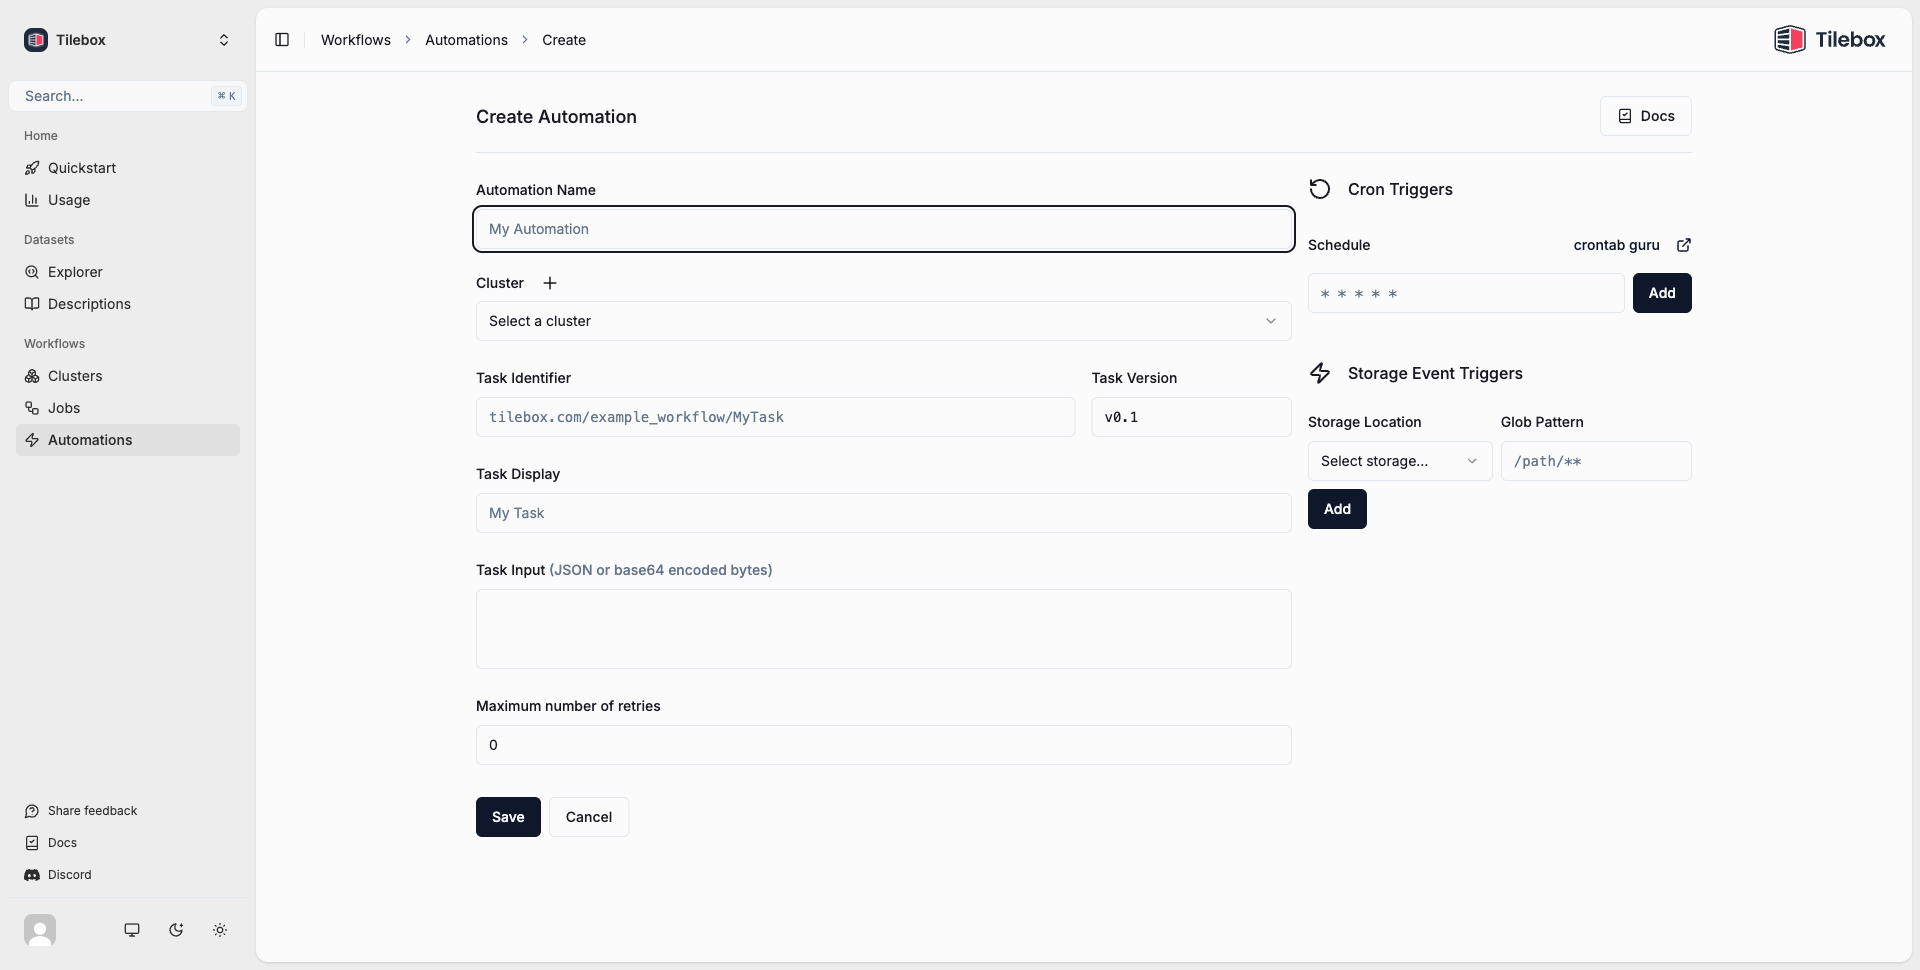 Tilebox
Search...
⌘ K
Home
Quickstart
Usage
Datasets
Explorer
Descriptions
Workflows
Clusters
Jobs
Automations
Share feedback
Docs
Discord
Workflows > Automations > Create
Tilebox
Create Automation
Docs
Automation Name
My Automation
Cluster +
Select a cluster
Task Identifier
tilebox.com/example_workflow/MyTask
Task Version
v0.1
Task Display
My Task
Task Input (JSON or base64 encoded bytes)
Maximum number of retries
0
Save
Cancel
Cron Triggers
Schedule
crontab guru
* * * * *
Add
Storage Event Triggers
Storage Location
Select storage...
Glob Pattern
/path/**
Add